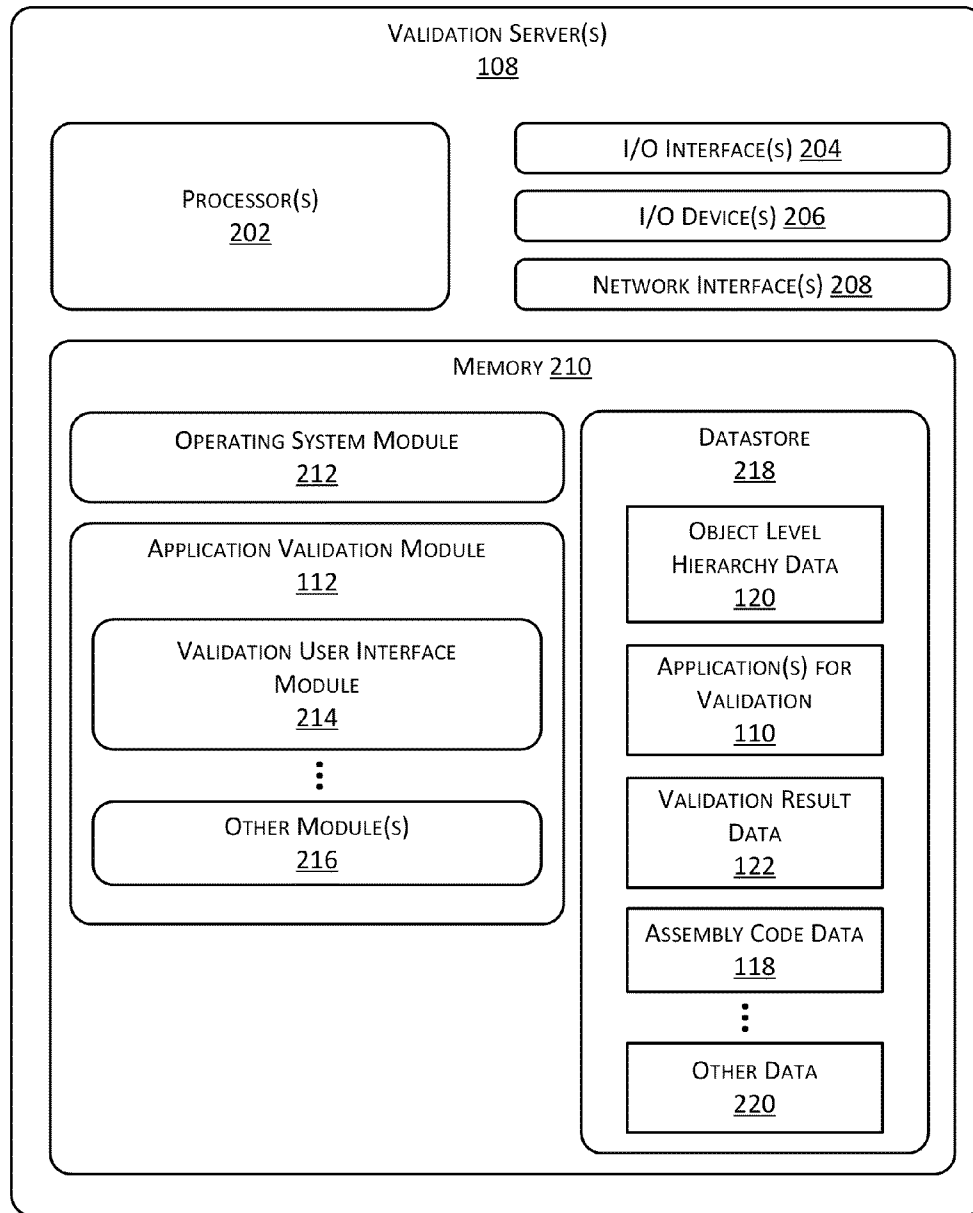 VALIDATION SERVER(S)
108
PROCESSOR(S)
202
I/O INTERFACE(S) 204
I/O DEVICE(S) 206
NETWORK INTERFACE(S) 208
MEMORY 210
OPERATING SYSTEM MODULE
212
APPLICATION VALIDATION MODULE
112
VALIDATION USER INTERFACE
MODULE
214
OTHER MODULE(S)
216
DATASTORE
218
OBJECT LEVEL
HIERARCHY DATA
120
APPLICATION(S) FOR
VALIDATION
110
VALIDATION RESULT
DATA
122
ASSEMBLY CODE DATA
118
OTHER DATA
220